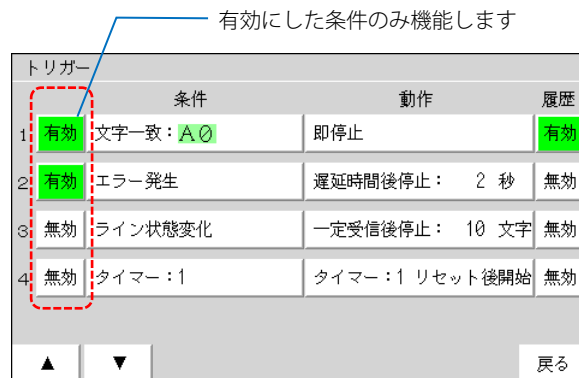 有効にした条件のみ機能します
トリガー
条件 動作 履歴
1 有効 文字一致：A0 即停止 有効
2 有効 エラー発生 遅延時間後停止： 2 秒 無効
3 無効 ライン状態変化 一定受信後停止： 10 文字 無効
4 無効 タイマー：1 タイマー：1 リセット後開始 無効
▲ ▼ 戻る